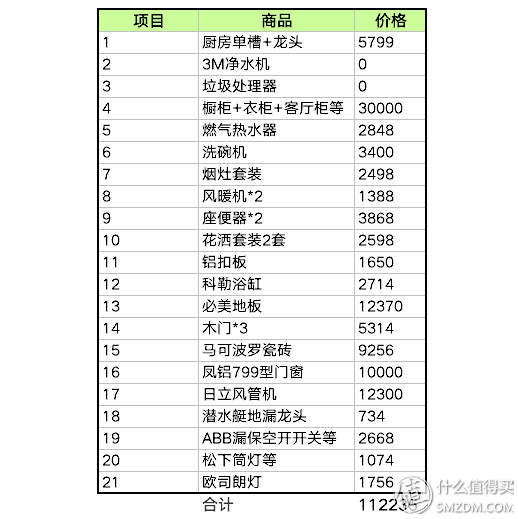 项目 商品 价格
1 厨房单槽+龙头 5799
2 3M净水机 0
3 垃圾处理器 0
4 橱柜+衣柜+客厅柜等 30000
5 燃气热水器 2848
6 洗碗机 3400
7 烟灶套装 2498
8 风暖机*2 1388
9 座便器*2 3868
10 花洒套装2套 2598
11 铝扣板 1650
12 科勒浴缸 2714
13 必美地板 12370
14 木门*3 5314
15 马可波罗瓷砖 9256
16 凤铝799型门窗 10000
17 日立风管机 12300
18 潜水艇地漏龙头 734
19 ABB漏保空开开关等 2668
20 松下筒灯等 1074
21 欧司朗灯 1756
合计 112235
值 什么值得买
SMZDM.COM